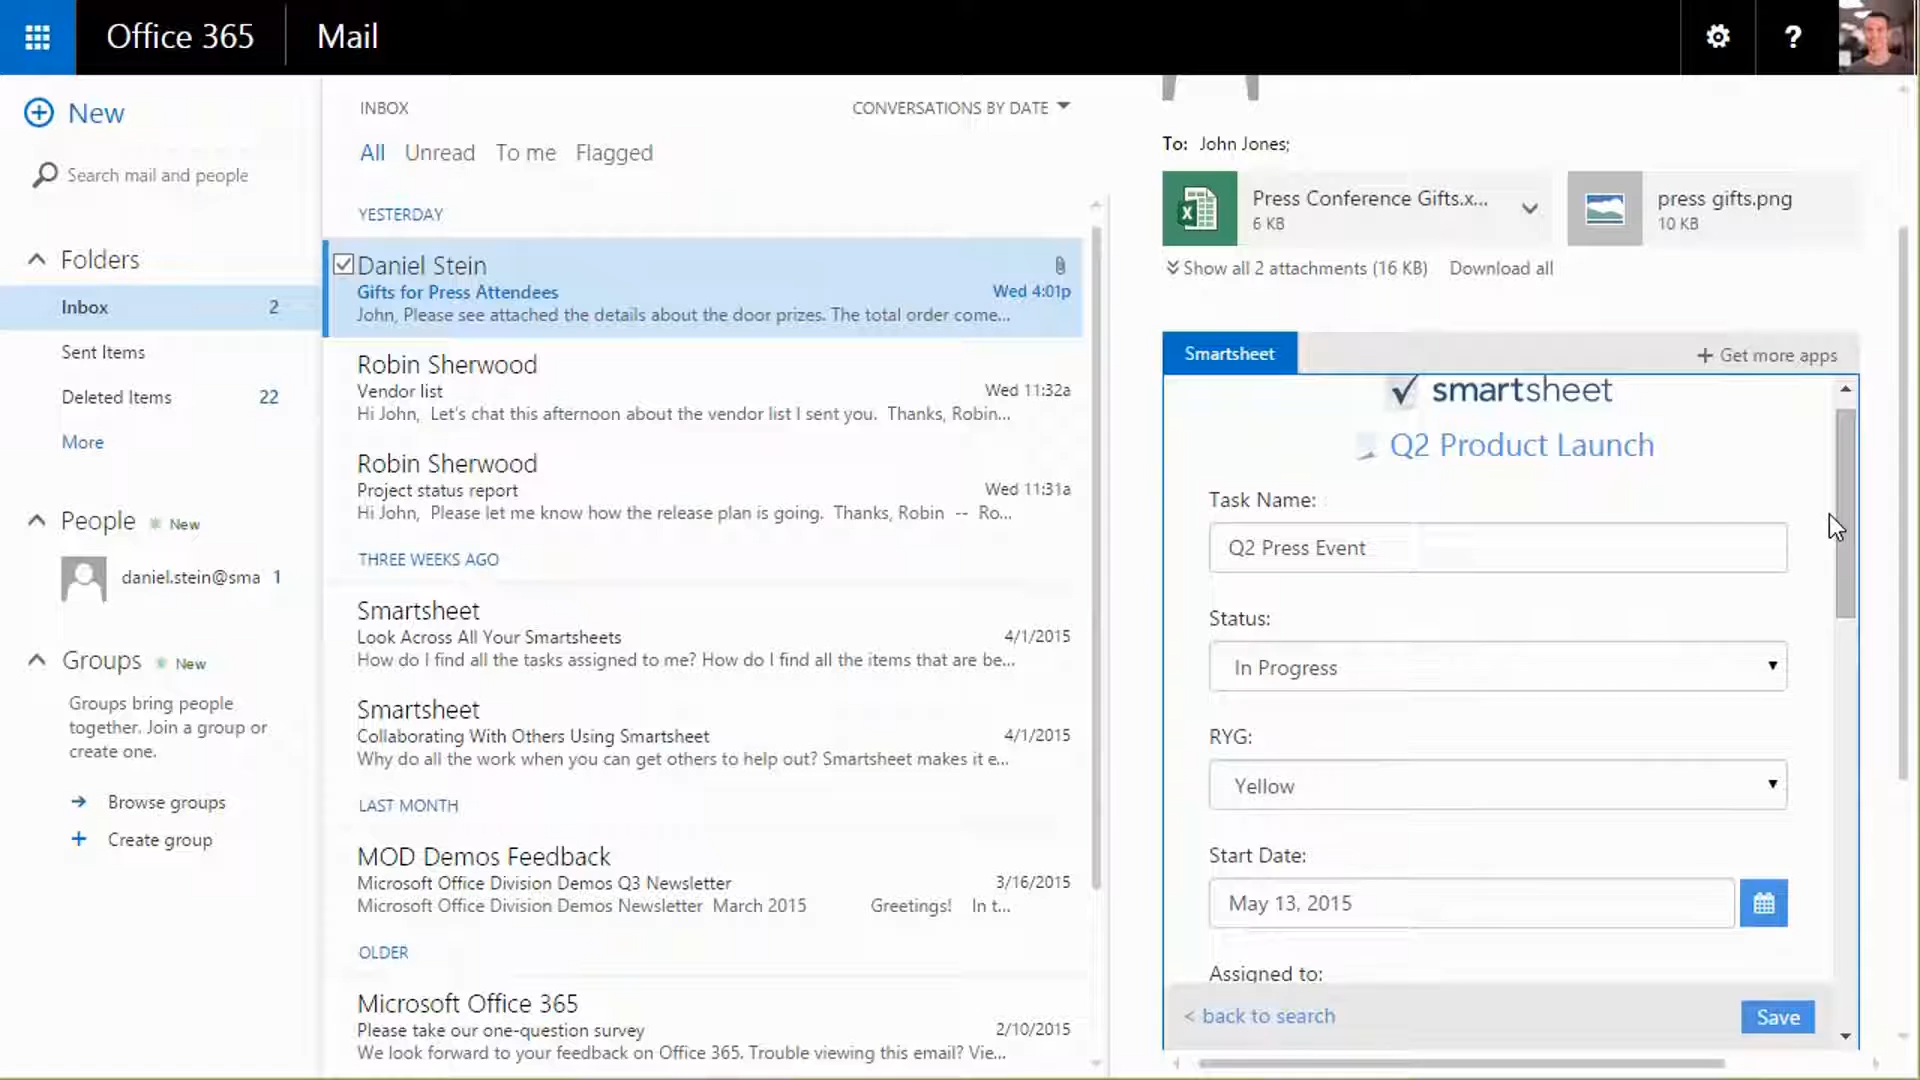 Office 365
Mail
?
New
Search mail and people
Folders
Inbox 2
Sent Items
Deleted Items 22
More
People New
daniel.stein@sma 1
Groups New
Groups bring people
together. Join a group or
create one.
Browse groups
Create group
INBOX
CONVERSATIONS BY DATE
All Unread To me Flagged
YESTERDAY
Daniel Stein
Gifts for Press Attendees Wed 4:01p
John, Please see attached the details about the door prizes. The total order come...
Robin Sherwood
Vendor list Wed 11:32a
Hi John, Let's chat this afternoon about the vendor list I sent you. Thanks, Robin...
Robin Sherwood
Project status report Wed 11:31a
Hi John, Please let me know how the release plan is going. Thanks, Robin -- Ro...
THREE WEEKS AGO
Smartsheet
Look Across All Your Smartsheets 4/1/2015
How do I find all the tasks assigned to me? How do I find all the items that are be...
Smartsheet
Collaborating With Others Using Smartsheet 4/1/2015
Why do all the work when you can get others to help out? Smartsheet makes it e...
LAST MONTH
MOD Demos Feedback
Microsoft Office Division Demos Q3 Newsletter 3/16/2015
Microsoft Office Division Demos Newsletter March 2015 Greetings! In t...
OLDER
Microsoft Office 365
Please take our one-question survey 2/10/2015
We look forward to your feedback on Office 365. Trouble viewing this email? Vie...
To: John Jones;
Press Conference Gifts.x...
6 KB
press gifts.png
10 KB
Show all 2 attachments (16 KB) Download all
Smartsheet
+ Get more apps
smartsheet
Q2 Product Launch
Task Name:
Q2 Press Event
Status:
In Progress
RYG:
Yellow
Start Date:
May 13, 2015
Assigned to:
< back to search
Save